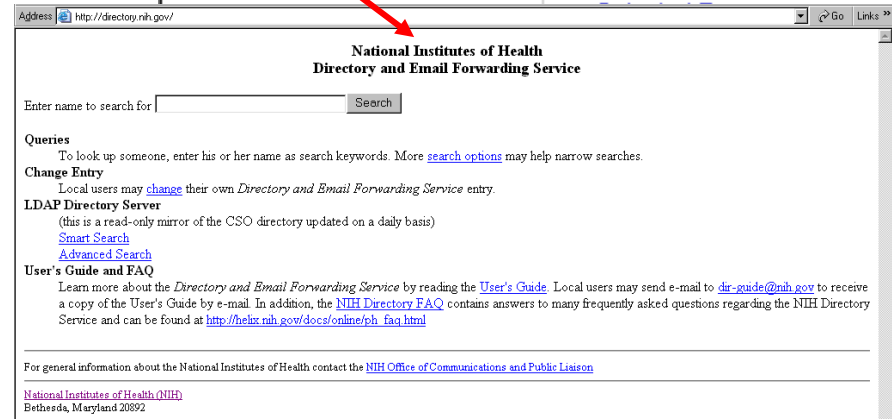 Address http://directory.nih.gov/ Go Links »
National Institutes of Health
Directory and Email Forwarding Service
Enter name to search for Search
Queries
To look up someone, enter his or her name as search keywords. More search options may help narrow searches.
Change Entry
Local users may change their own Directory and Email Forwarding Service entry.
LDAP Directory Server
(this is a read-only mirror of the CSO directory updated on a daily basis)
Smart Search
Advanced Search
User's Guide and FAQ
Learn more about the Directory and Email Forwarding Service by reading the User's Guide. Local users may send e-mail to dir-guide@nih.gov to receive
a copy of the User's Guide by e-mail. In addition, the NIH Directory FAQ contains answers to many frequently asked questions regarding the NIH Directory
Service and can be found at http://helix.nih.gov/docs/online/ph_faq.html
For general information about the National Institutes of Health contact the NIH Office of Communications and Public Liaison
National Institutes of Health (NIH)
Bethesda, Maryland 20892